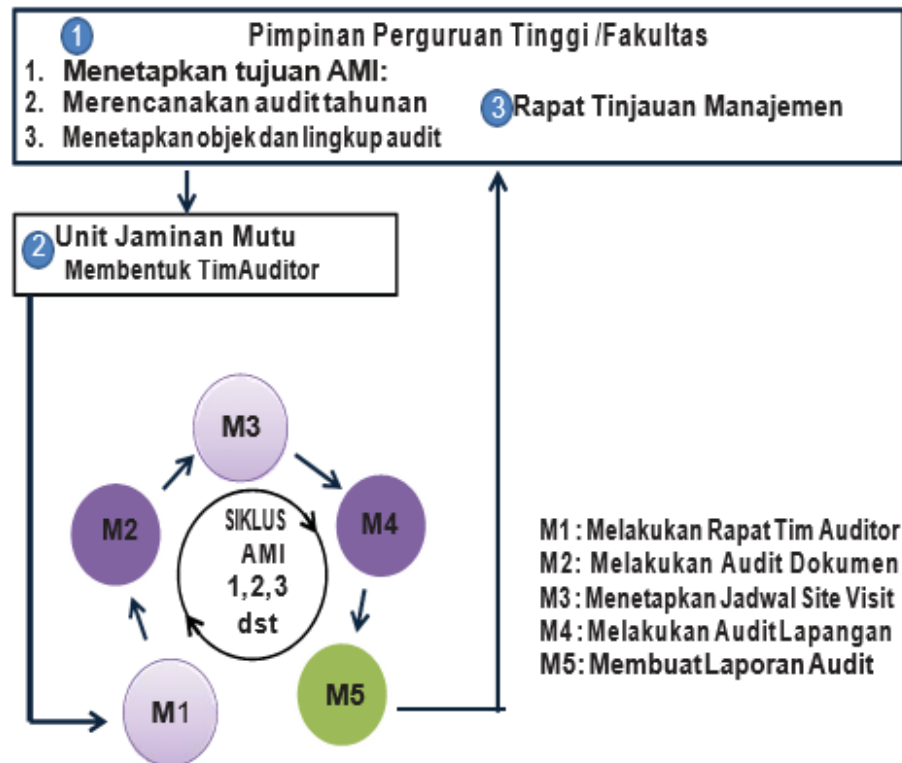 1 Pimpinan Perguruan Tinggi /Fakultas
1. Menetapkan tujuan AMI:
2. Merencanakan audit tahunan
3. Menetapkan objek dan lingkup audit
3 Rapat Tinjauan Manajemen
2 Unit Jaminan Mutu
Membentuk TimAuditor
M3
M2
M4
SIKLUS
AMI
1,2,3
dst
M1
M5
M1 : Melakukan Rapat Tim Auditor
M2: Melakukan Audit Dokumen
M3: Menetapkan Jadwal Site Visit
M4: Melakukan Audit Lapangan
M5: Membuat Laporan Audit